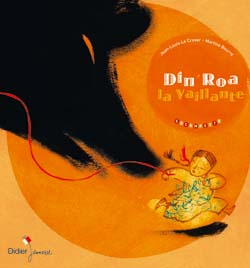 Jean-Louis Le Craver - Martine Bourre
Din'Roa
la Vaillante
Didier jeunesse